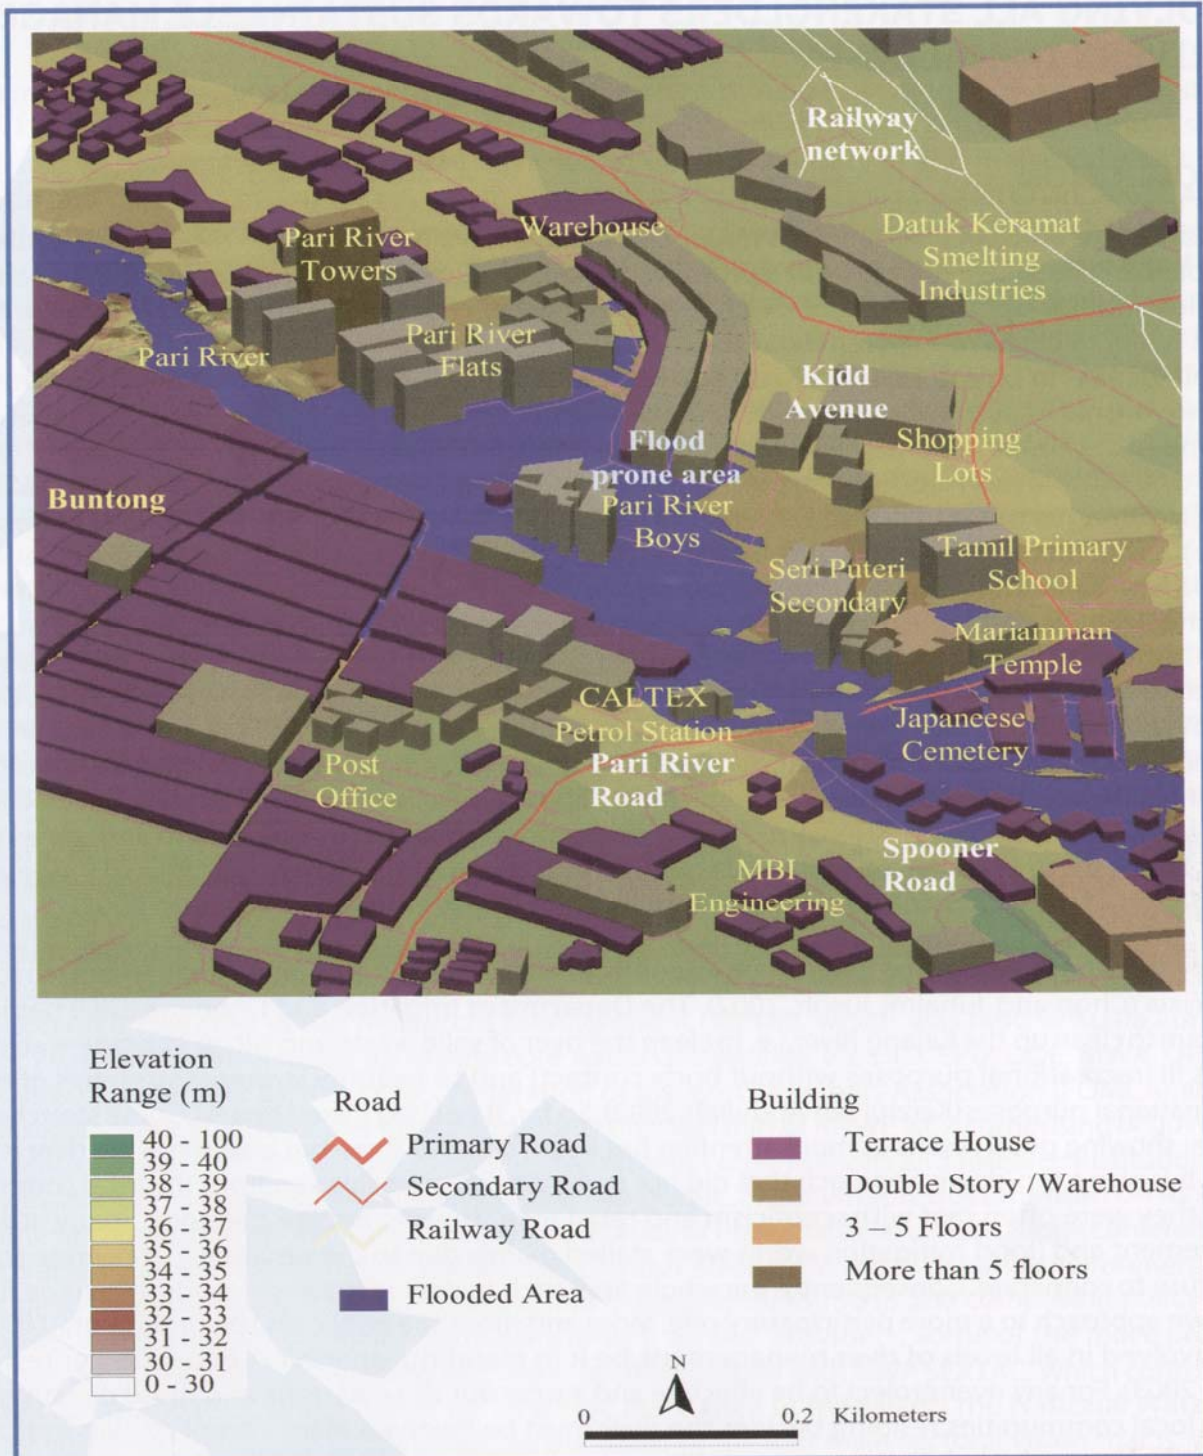 Railway
network
Warehouse
Datuk Keramat
Smelting
Industries
Pari River
Towers
Pari River
Pari River
Flats
Kidd
Avenue
Shopping
Lots
Flood
prone area
Pari River
Boys
Buntong
Tamil Primary
School
Seri Puteri
Secondary
Mariamman
Temple
CALTEX
Petrol Station
Japaneese
Cemetery
Pari River
Road
Post
Office
Spooner
Road
MBI
Engineering
Elevation
Range (m)
40 - 100
39 - 40
38 - 39
37 - 38
36 - 37
35 - 36
34 - 35
33 - 34
32 - 33
31 - 32
30 - 31
0 - 30
Road
Primary Road
Secondary Road
Railway Road
Flooded Area
Building
Terrace House
Double Story /Warehouse
3 – 5 Floors
More than 5 floors
N
0 0.2 Kilometers